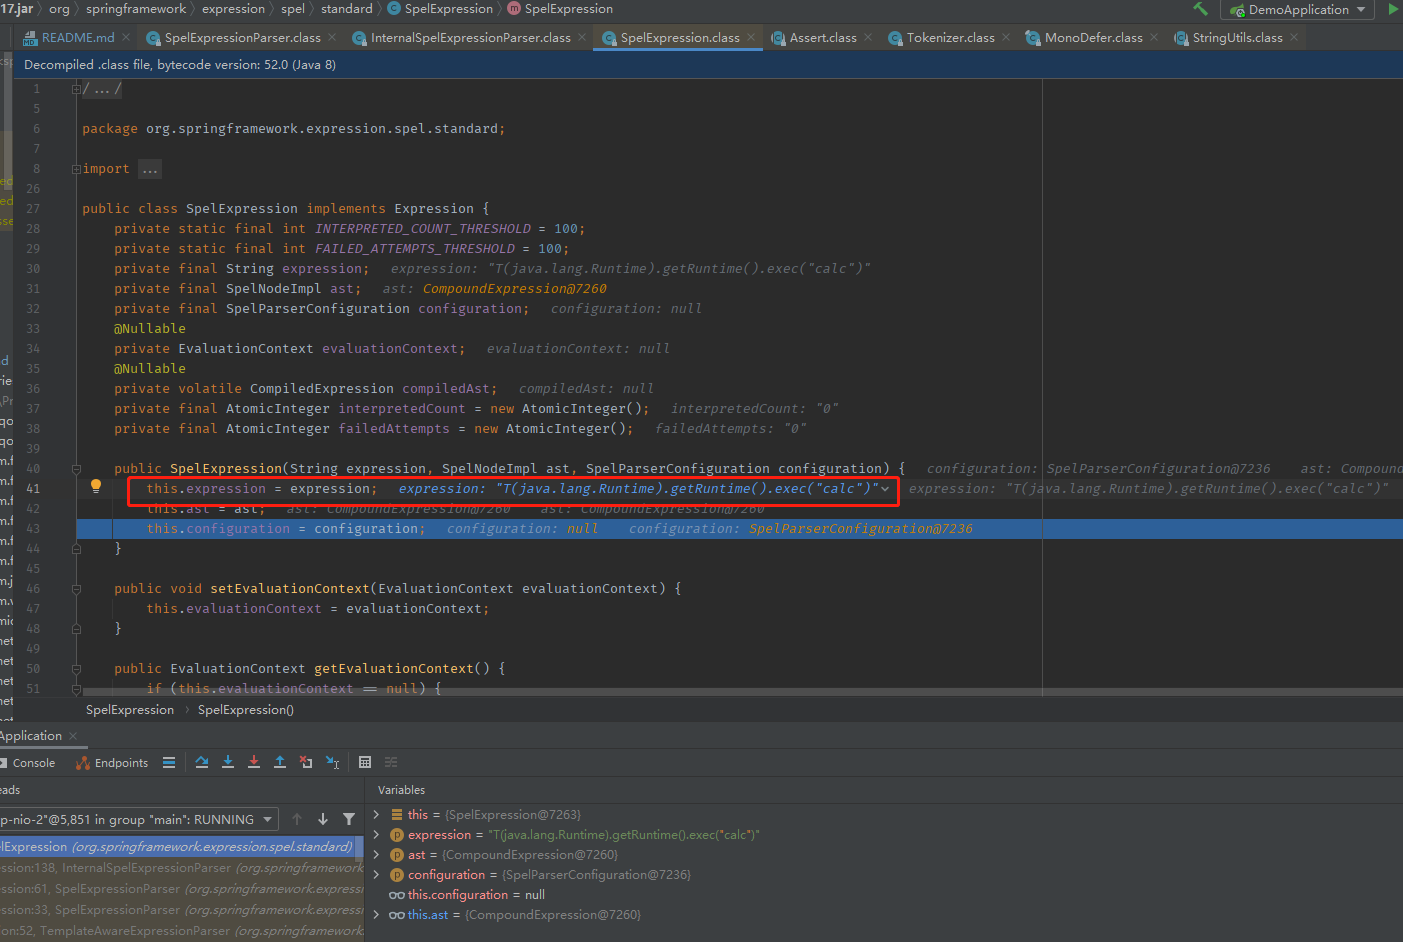 17.jar org springframework expression spel standard SpelExpression SpelExpression DemoApplication
README.md SpelExpressionParser.class InternalSpelExpressionParser.class SpelExpression.class Assert.class Tokenizer.class MonoDefer.class StringUtils.class
Decompiled .class file, bytecode version: 52.0 (Java 8)
1 /.../
5
6 package org.springframework.expression.spel.standard;
7
8 import ...
26
27 public class SpelExpression implements Expression {
28 private static final int INTERPRETED_COUNT_THRESHOLD = 100;
29 private static final int FAILED_ATTEMPTS_THRESHOLD = 100;
30 private final String expression; expression: "T(java.lang.Runtime).getRuntime().exec("calc")"
31 private final SpelNodeImpl ast; ast: CompoundExpression@7260
32 private final SpelParserConfiguration configuration; configuration: null
33 @Nullable
34 private EvaluationContext evaluationContext; evaluationContext: null
35 @Nullable
36 private volatile CompiledExpression compiledAst; compiledAst: null
37 private final AtomicInteger interpretedCount = new AtomicInteger(); interpretedCount: "0"
38 private final AtomicInteger failedAttempts = new AtomicInteger(); failedAttempts: "0"
39
40 public SpelExpression(String expression, SpelNodeImpl ast, SpelParserConfiguration configuration) { configuration: SpelParserConfiguration@7236 ast: Compound
41 this.expression = expression; expression: "T(java.lang.Runtime).getRuntime().exec("calc")" expression: "T(java.lang.Runtime).getRuntime().exec("calc")"
42 this.ast = ast; ast: CompoundExpression@7260 ast: CompoundExpression@7260
43 this.configuration = configuration; configuration: null configuration: SpelParserConfiguration@7236
44 }
45
46 public void setEvaluationContext(EvaluationContext evaluationContext) {
47 this.evaluationContext = evaluationContext;
48 }
49
50 public EvaluationContext getEvaluationContext() {
51 if (this.evaluationContext == null) {
SpelExpression SpelExpression()
Application
Console Endpoints
eads Variables
p-nio-2"@5,851 in group "main": RUNNING
elExpression (org.springframework.expression.spel.standard)
ession:138, InternalSpelExpressionParser (org.springframework
ession:61, SpelExpressionParser (org.springframework.expressi
ession:33, SpelExpressionParser (org.springframework.expressi
ion:52, TemplateAwareExpressionParser (org.springframework.
this = {SpelExpression@7263}
expression = "T(java.lang.Runtime).getRuntime().exec("calc")"
ast = {CompoundExpression@7260}
configuration = {SpelParserConfiguration@7236}
this.configuration = null
this.ast = {CompoundExpression@7260}